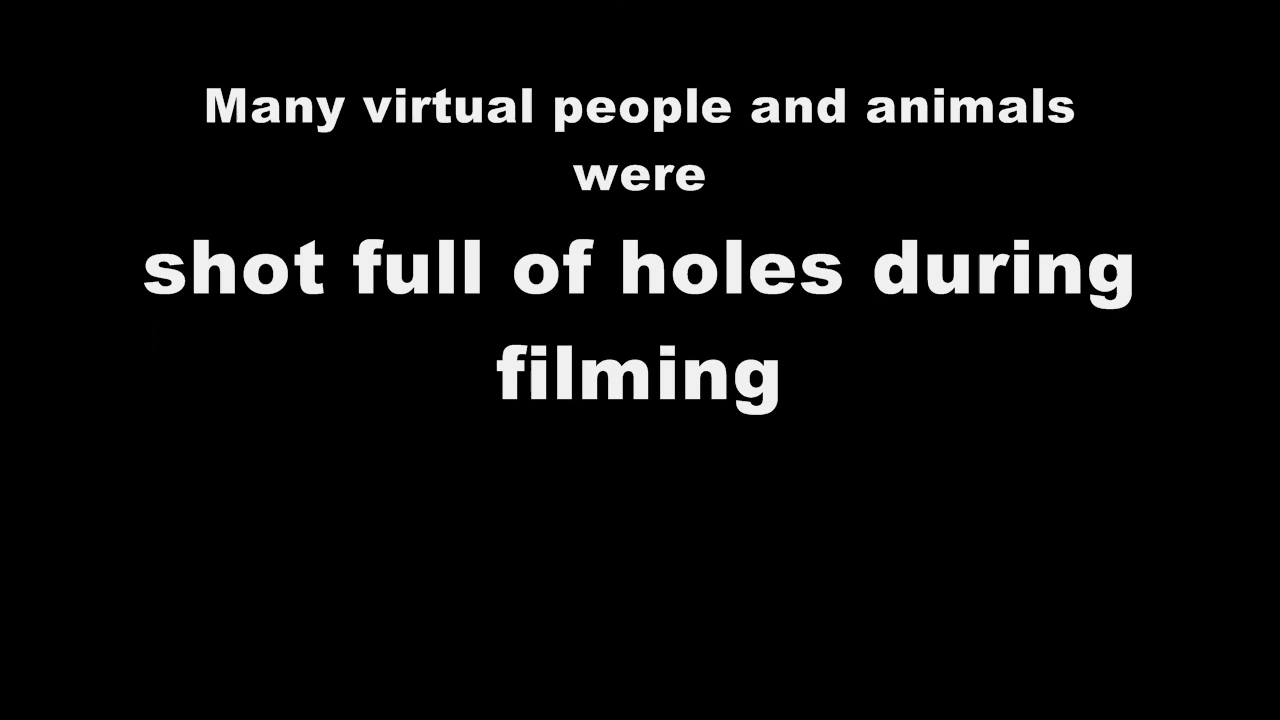 Many virtual people and animals
were
shot full of holes during
filming